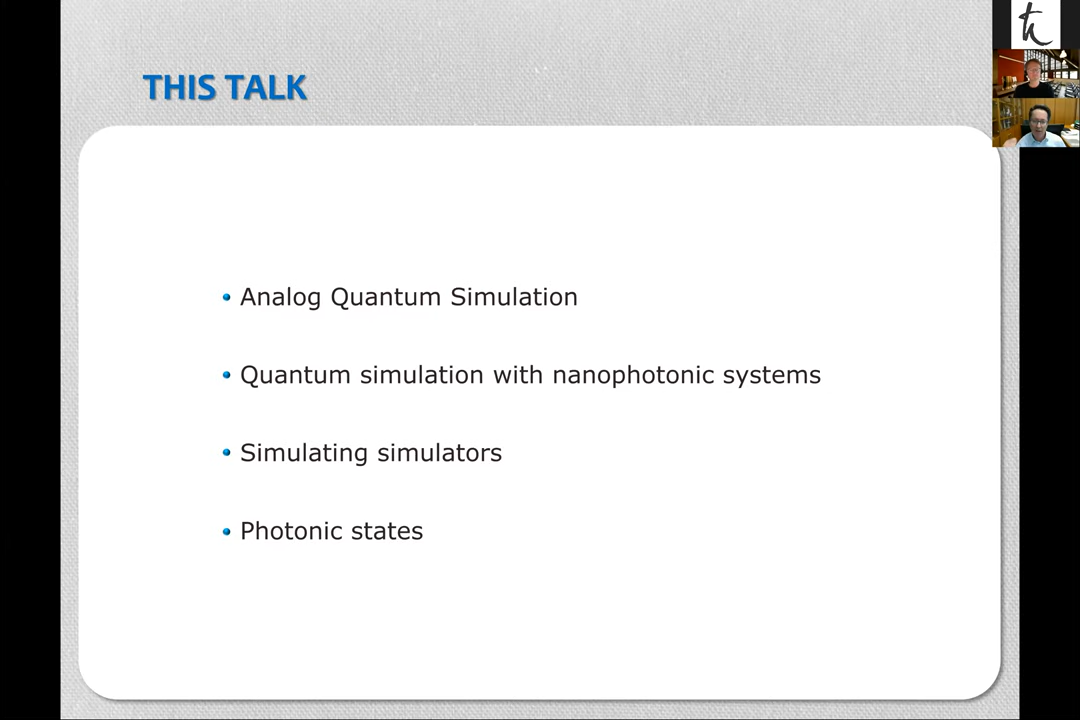 THIS TALK
Analog Quantum Simulation
Quantum simulation with nanophotonic systems
Simulating simulators
Photonic states